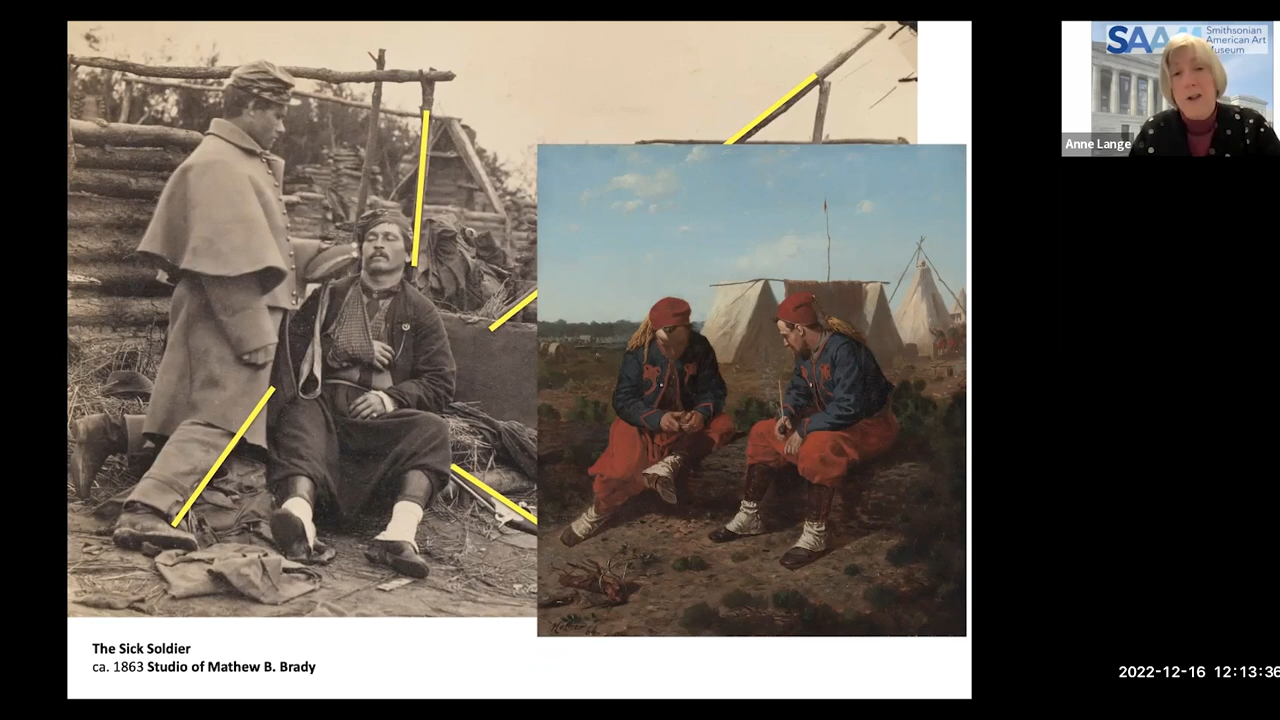 SAAM Smithsonian
American Art
Museum
Anne Lange
The Sick Soldier
ca. 1863 Studio of Mathew B. Brady
2022-12-16 12:13:36